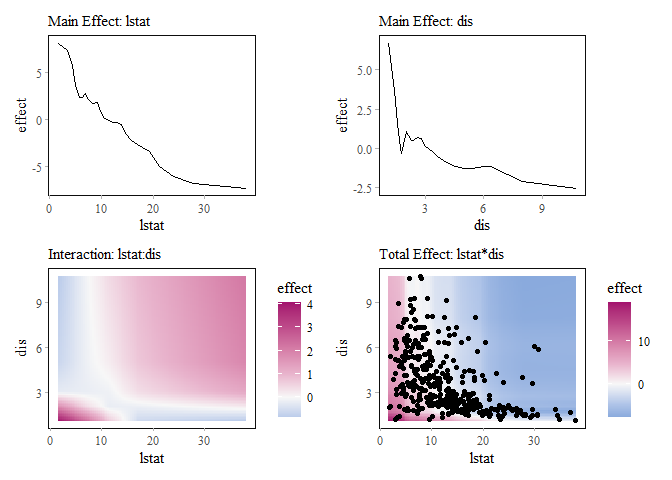 Main Effect: lstat
effect
5
0
-5
0 10 20 30
lstat
Main Effect: dis
effect
5.0
2.5
0.0
-2.5
3 6 9
dis
Interaction: lstat:dis
dis
9
6
3
0 10 20 30
lstat
effect
4
3
2
1
0
Total Effect: lstat*dis
dis
9
6
3
0 10 20 30
lstat
effect
10
0